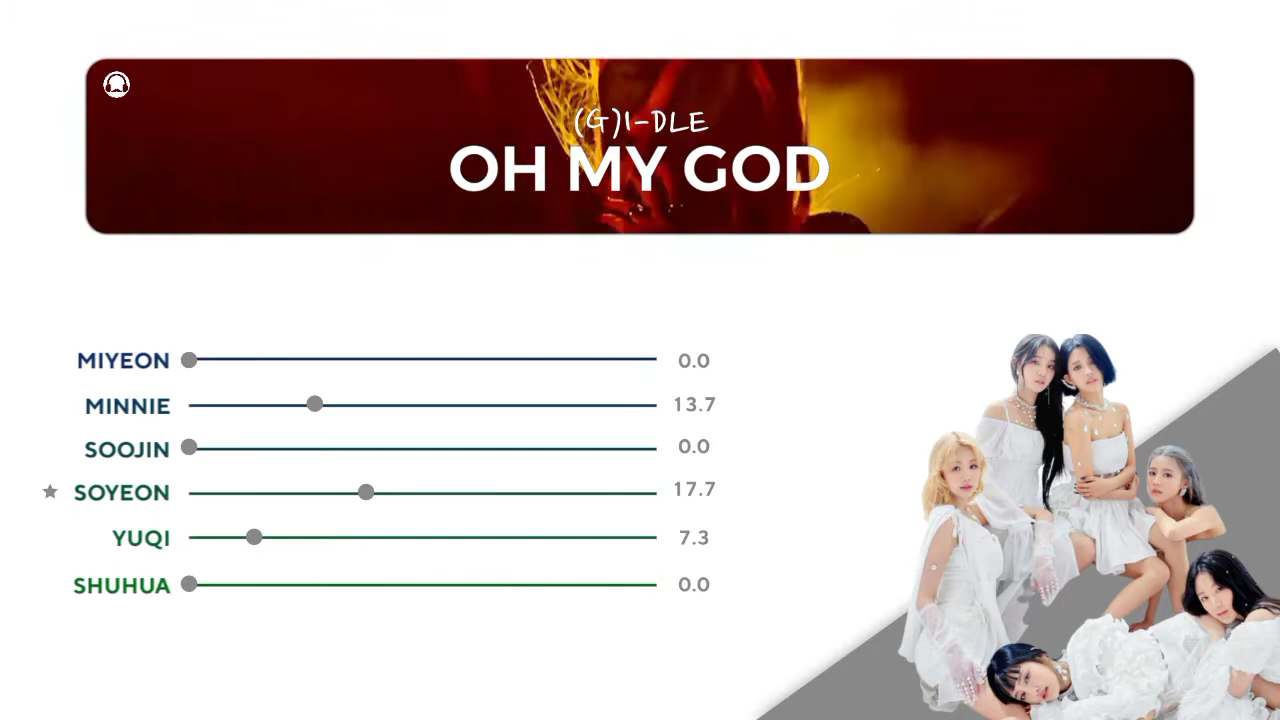 (G)I-DLE
OH MY GOD
MIYEON 0.0
MINNIE 13.7
SOOJIN 0.0
SOYEON 17.7
YUQI 7.3
SHUHUA 0.0